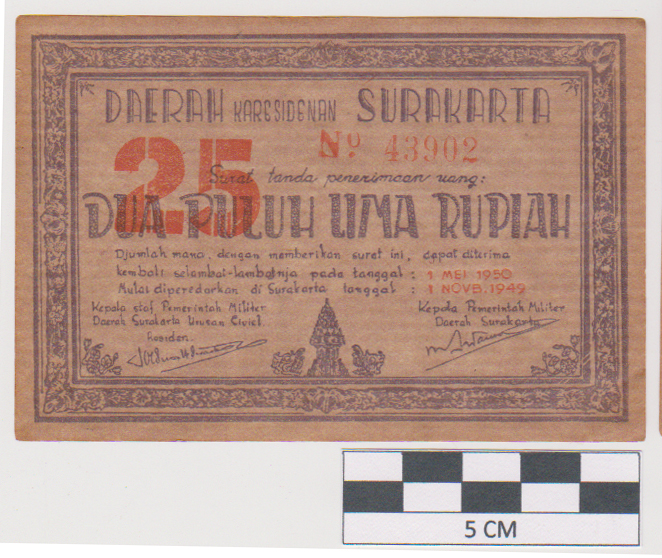 DAERAH KARESIDENAN SURAKARTA
25
No 43902
Surat tanda penerimaan uang:
DUA PULUH LIMA RUPIAH
Djumlah mana, dengan memberikan surat ini, dapat diterima
kembali selambat-lambatnja pada tanggal : 1 MEI 1950
Mulai diperedarkan di Surakarta tanggal : 1 NOVB. 1949
Kepala staf Pemerintah Militer
Daerah Surakarta Urusan Civiel
Residen
Kepala Pemerintah Militer
Daerah Surakarta
5 CM